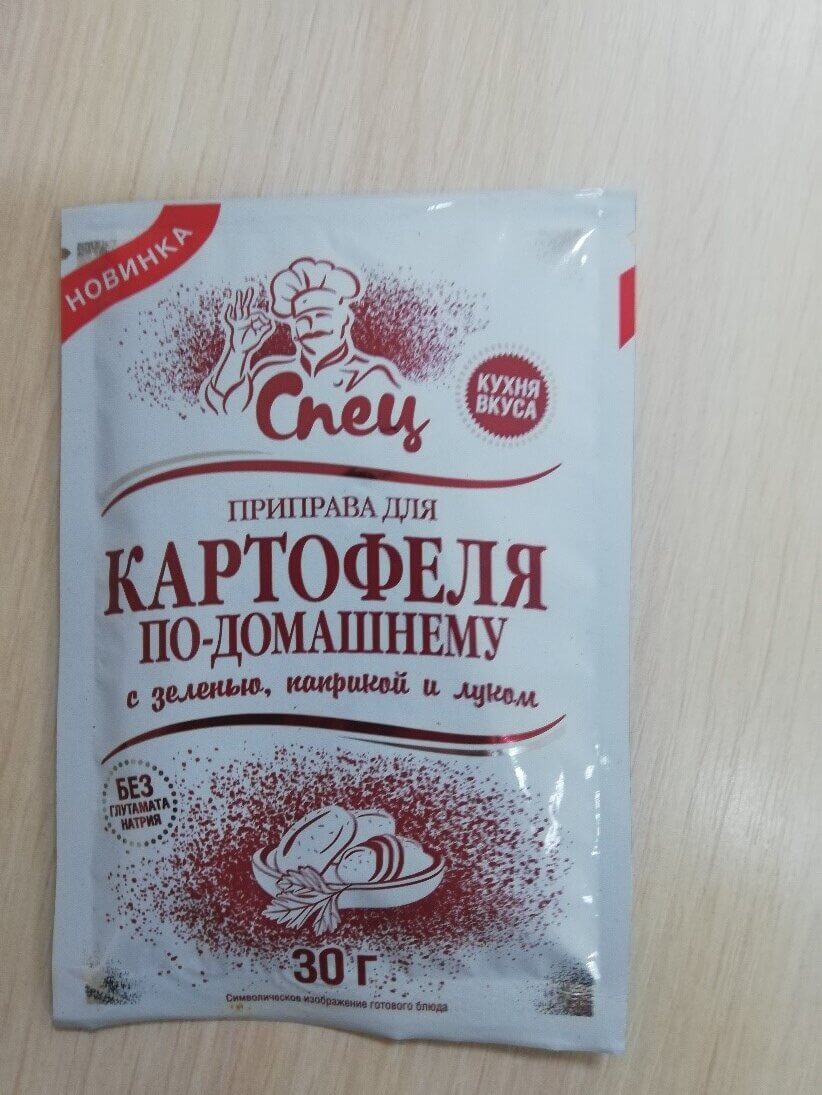 НОВИНКА
Спец
КУХНЯ
ВКУСА
ПРИПРАВА ДЛЯ
КАРТОФЕЛЯ
ПО-ДОМАШНЕМУ
с зеленью, паприкой и луком
БЕЗ
ГЛУТАМАТА
НАТРИЯ
30 г
Символическое изображение готового блюда